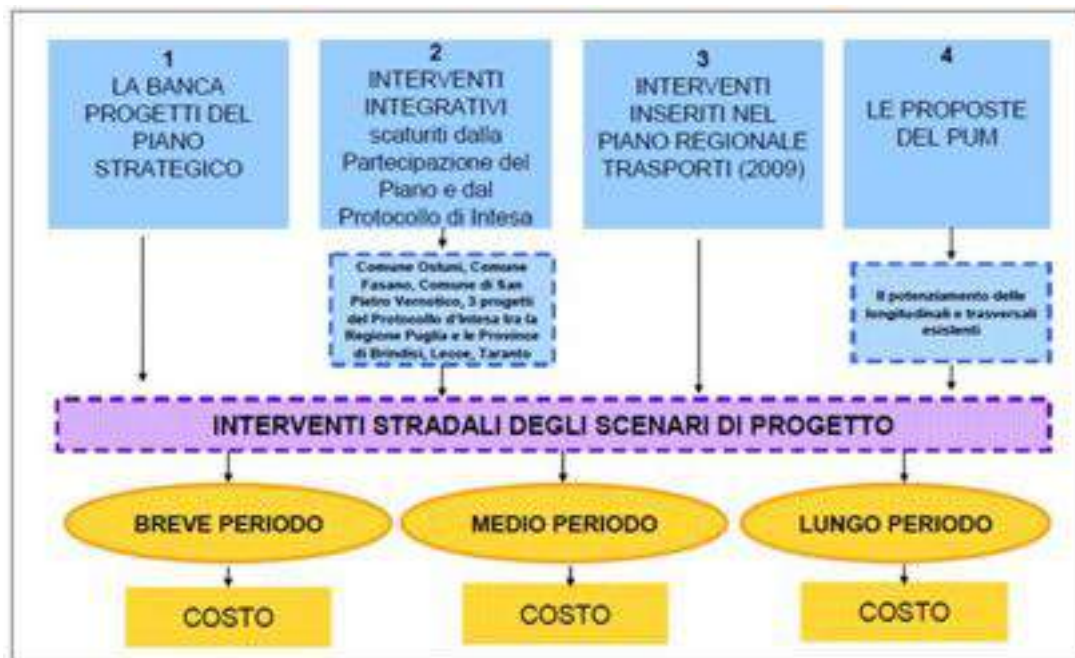 1
LA BANCA
PROGETTI DEL
PIANO
STRATEGICO
2
INTERVENTI
INTEGRATIVI
scaturiti dalla
Partecipazione del
Piano e dal
Protocollo di Intesa
3
INTERVENTI
INSERITI NEL
PIANO REGIONALE
TRASPORTI (2009)
4
LE PROPOSTE
DEL PUM
Comune Ostuni, Comune
Fasano, Comune di San
Pietro Vernotico, 3 progetti
del Protocollo d'Intesa tra la
Regione Puglia e le Province
di Brindisi, Lecce, Taranto
Il potenziamento delle
longitudinali e trasversali
esistenti
INTERVENTI STRADALI DEGLI SCENARI DI PROGETTO
BREVE PERIODO
MEDIO PERIODO
LUNGO PERIODO
COSTO
COSTO
COSTO